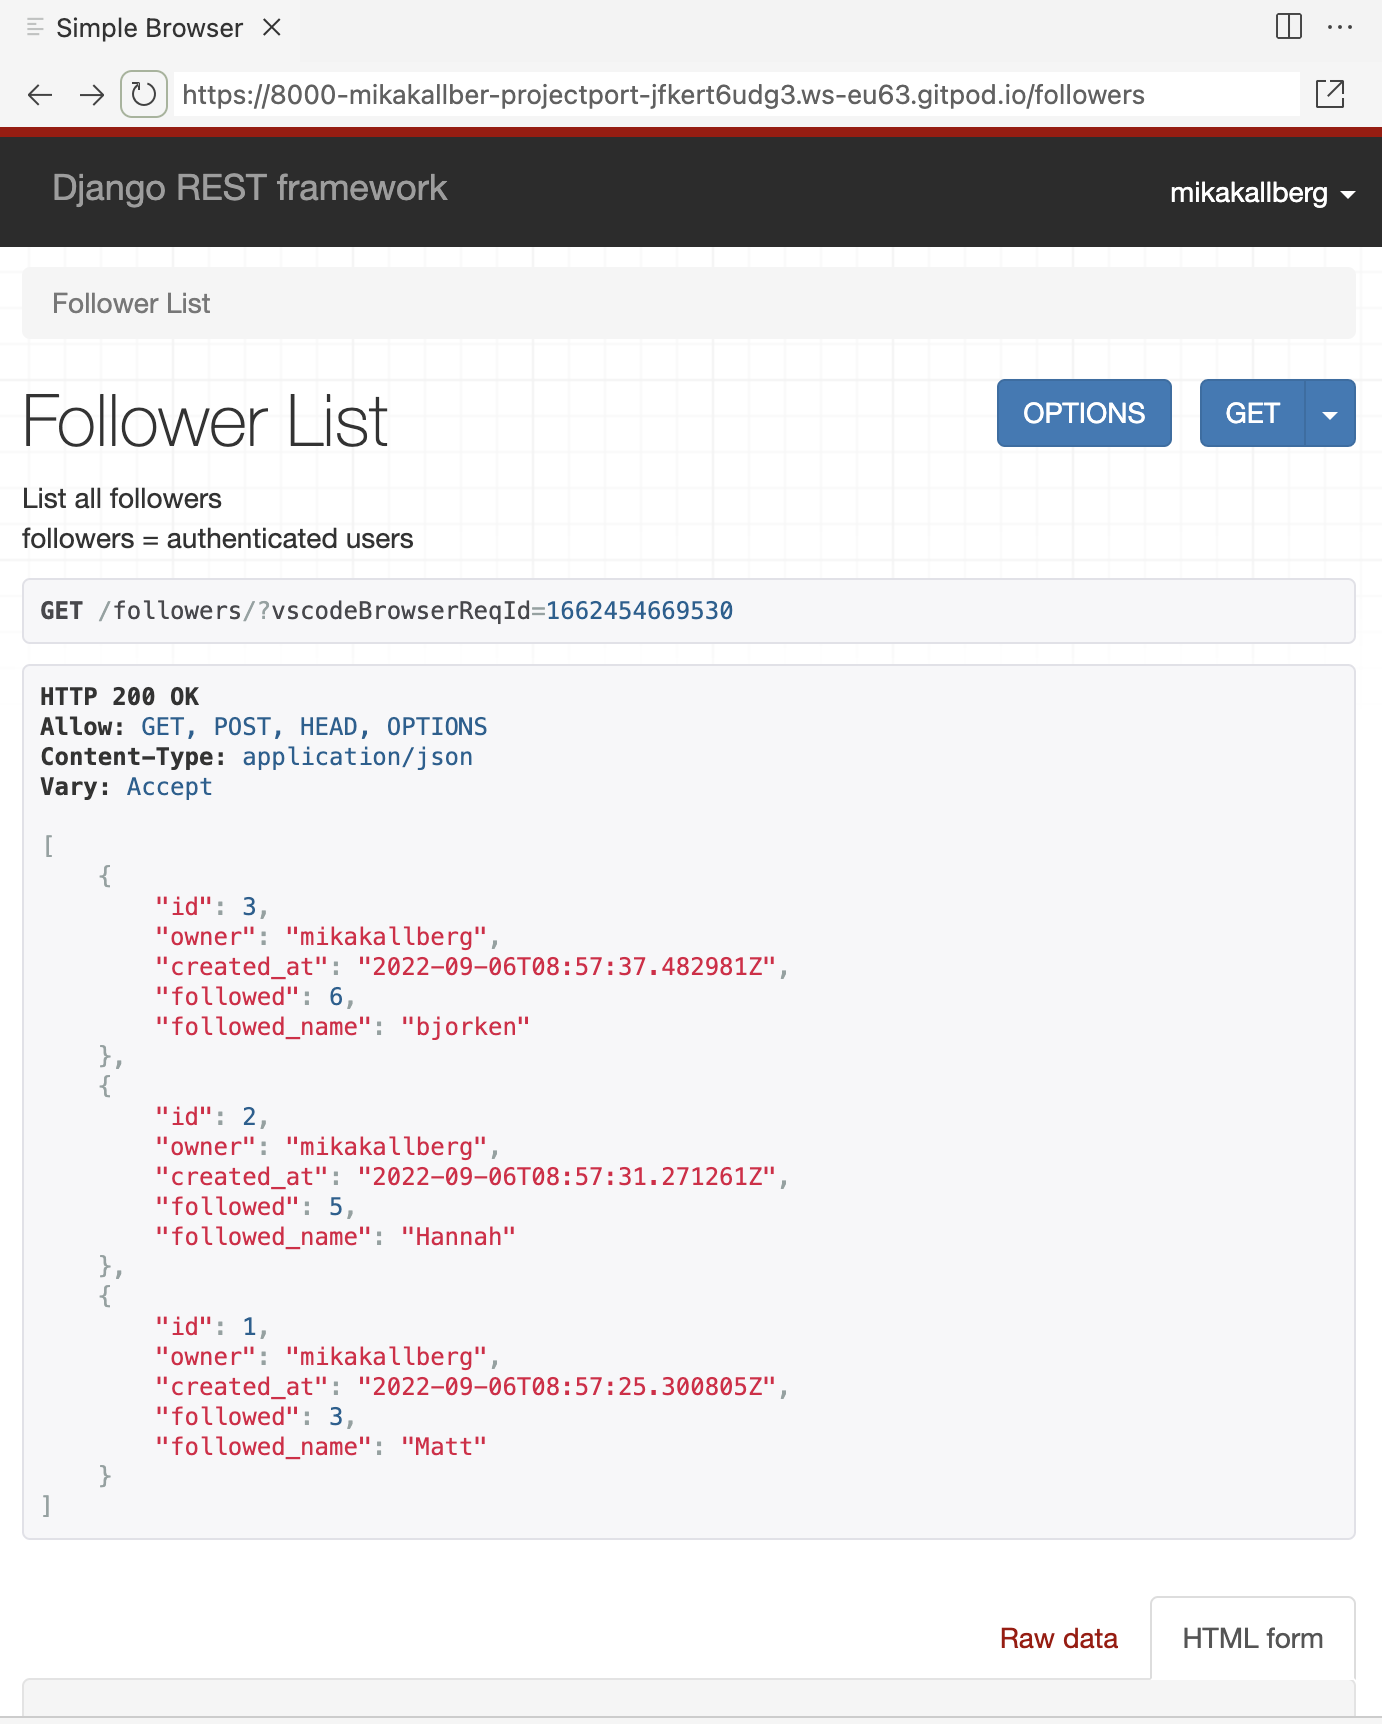 Simple Browser
https://8000-mikakallber-projectport-jfkert6udg3.ws-eu63.gitpod.io/followers
Django REST framework
mikakallberg
Follower List
Follower List
OPTIONS
GET
List all followers
followers = authenticated users
GET /followers/?vscodeBrowserReqId=1662454669530
HTTP 200 OK
Allow: GET, POST, HEAD, OPTIONS
Content-Type: application/json
Vary: Accept
[
    {
        "id": 3,
        "owner": "mikakallberg",
        "created_at": "2022-09-06T08:57:37.482981Z",
        "followed": 6,
        "followed_name": "bjorken"
    },
    {
        "id": 2,
        "owner": "mikakallberg",
        "created_at": "2022-09-06T08:57:31.271261Z",
        "followed": 5,
        "followed_name": "Hannah"
    },
    {
        "id": 1,
        "owner": "mikakallberg",
        "created_at": "2022-09-06T08:57:25.300805Z",
        "followed": 3,
        "followed_name": "Matt"
    }
]
Raw data
HTML form